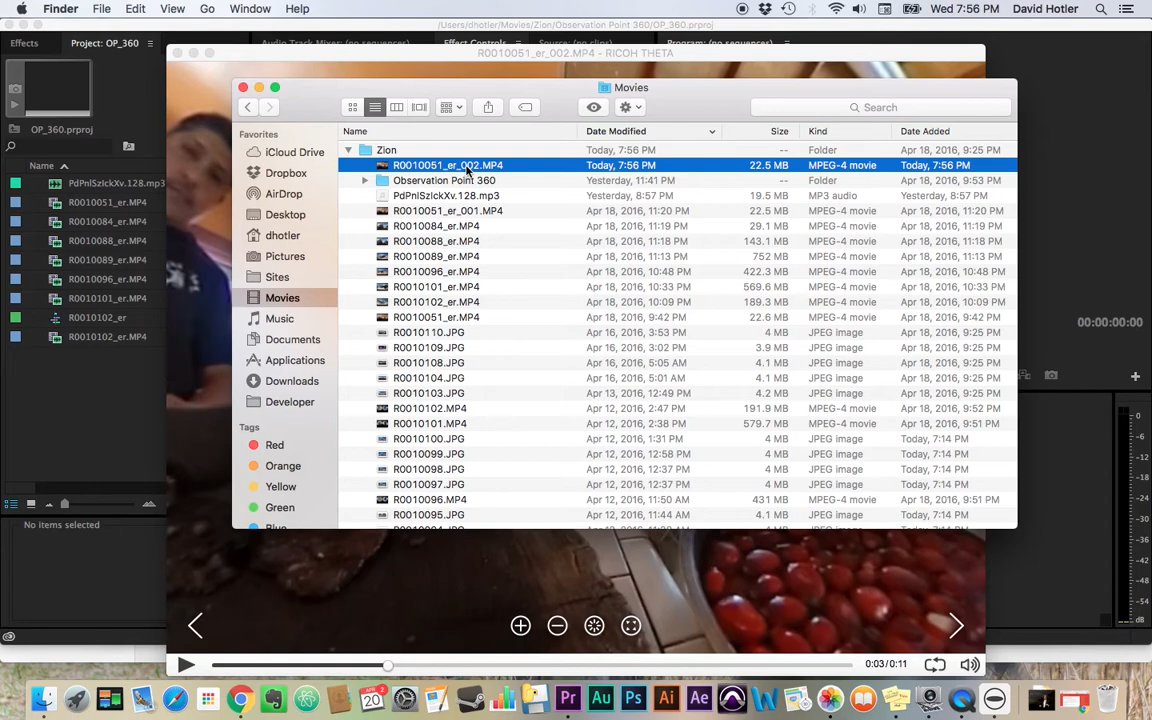 Finder File Edit View Go Window Help Wed 7:56 PM David Hotler
/Users/dhotler/Movies/Zion/Observation Point 360/OP_360.prproj
Effects Project: OP_360 Audio Track Mixer: (no sequences) Effect Controls Source: (no clips) Program: (no sequences)
R0010051_er_002.MP4 - RICOH THETA
Movies
Search
OP_360.prproj
Name
PdPnlSzIckXv.128.mp3
R0010051_er.MP4
R0010084_er.MP4
R0010088_er.MP4
R0010089_er.MP4
R0010096_er.MP4
R0010101_er.MP4
R0010102_er
R0010102_er.MP4
No items selected
Favorites
iCloud Drive
Dropbox
AirDrop
Desktop
dhotler
Pictures
Sites
Movies
Music
Documents
Applications
Downloads
Developer
Tags
Red
Orange
Yellow
Green
Blue
Name Date Modified Size Kind Date Added
Zion Today, 7:56 PM -- Folder Apr 18, 2016, 9:25 PM
R0010051_er_002.MP4 Today, 7:56 PM 22.5 MB MPEG-4 movie Today, 7:56 PM
Observation Point 360 Yesterday, 11:41 PM -- Folder Apr 18, 2016, 9:53 PM
PdPnlSzIckXv.128.mp3 Yesterday, 8:57 PM 19.5 MB MP3 audio Yesterday, 8:57 PM
R0010051_er_001.MP4 Apr 18, 2016, 11:20 PM 22.5 MB MPEG-4 movie Apr 18, 2016, 11:20 PM
R0010084_er.MP4 Apr 18, 2016, 11:19 PM 29.1 MB MPEG-4 movie Apr 18, 2016, 11:19 PM
R0010088_er.MP4 Apr 18, 2016, 11:18 PM 143.1 MB MPEG-4 movie Apr 18, 2016, 11:18 PM
R0010089_er.MP4 Apr 18, 2016, 11:13 PM 752 MB MPEG-4 movie Apr 18, 2016, 11:13 PM
R0010096_er.MP4 Apr 18, 2016, 10:48 PM 422.3 MB MPEG-4 movie Apr 18, 2016, 10:48 PM
R0010101_er.MP4 Apr 18, 2016, 10:33 PM 569.6 MB MPEG-4 movie Apr 18, 2016, 10:33 PM
R0010102_er.MP4 Apr 18, 2016, 10:09 PM 189.3 MB MPEG-4 movie Apr 18, 2016, 10:09 PM
R0010051_er.MP4 Apr 18, 2016, 9:42 PM 22.6 MB MPEG-4 movie Apr 18, 2016, 9:42 PM
R0010110.JPG Apr 16, 2016, 3:53 PM 4 MB JPEG image Apr 18, 2016, 9:25 PM
R0010109.JPG Apr 16, 2016, 3:02 PM 3.9 MB JPEG image Apr 18, 2016, 9:25 PM
R0010108.JPG Apr 16, 2016, 5:05 AM 4.1 MB JPEG image Apr 18, 2016, 9:25 PM
R0010104.JPG Apr 16, 2016, 5:01 AM 4.1 MB JPEG image Apr 18, 2016, 9:25 PM
R0010103.JPG Apr 13, 2016, 12:49 PM 4.2 MB JPEG image Apr 18, 2016, 9:25 PM
R0010102.MP4 Apr 12, 2016, 2:47 PM 191.9 MB MPEG-4 movie Apr 18, 2016, 9:52 PM
R0010101.MP4 Apr 12, 2016, 2:38 PM 579.7 MB MPEG-4 movie Apr 18, 2016, 9:51 PM
R0010100.JPG Apr 12, 2016, 1:31 PM 4 MB JPEG image Today, 7:14 PM
R0010099.JPG Apr 12, 2016, 12:58 PM 4 MB JPEG image Today, 7:14 PM
R0010098.JPG Apr 12, 2016, 12:37 PM 4 MB JPEG image Today, 7:14 PM
R0010097.JPG Apr 12, 2016, 12:37 PM 4 MB JPEG image Today, 7:14 PM
R0010096.MP4 Apr 12, 2016, 11:50 AM 431 MB MPEG-4 movie Apr 18, 2016, 9:51 PM
R0010095.JPG Apr 12, 2016, 11:44 AM 4.1 MB JPEG image Today, 7:14 PM
00:00:00:00
0
-6
-12
-18
-24
-30
-36
-42
-48
-54
dB
0:03/0:11